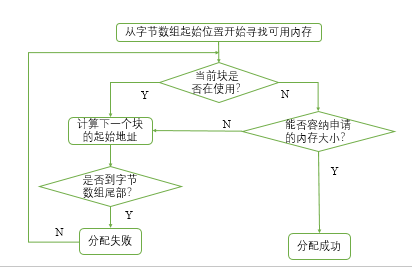 从字节数组起始位置开始寻找可用内存
当前块是
否在使用?
Y
N
计算下一个块
的起始地址
N
能否容纳申请
的内存大小?
是否到字节
数组尾部?
Y
Y
N
分配失败
分配成功